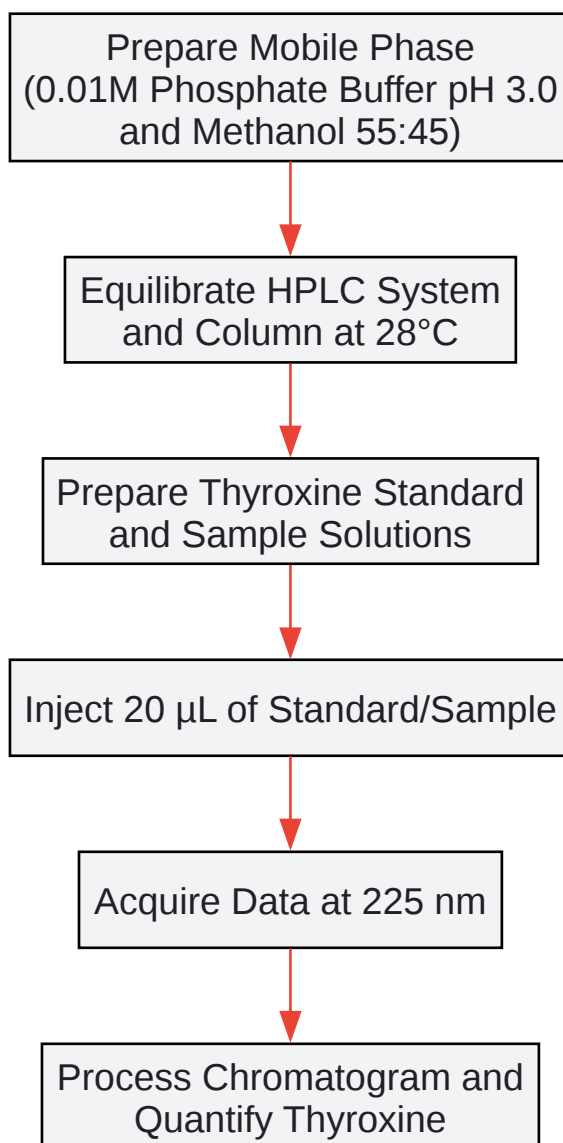 Prepare Mobile Phase
(0.01M Phosphate Buffer pH 3.0
and Methanol 55:45)
Equilibrate HPLC System
and Column at 28°C
Prepare Thyroxine Standard
and Sample Solutions
Inject 20 µL of Standard/Sample
Acquire Data at 225 nm
Process Chromatogram and
Quantify Thyroxine